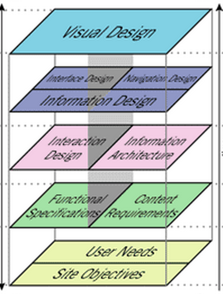 Visual Design
Interface Design Navigation Design
Information Design
Interaction Information
Design Architecture
Functional Content
Specifications Requirements
User Needs
Site Objectives